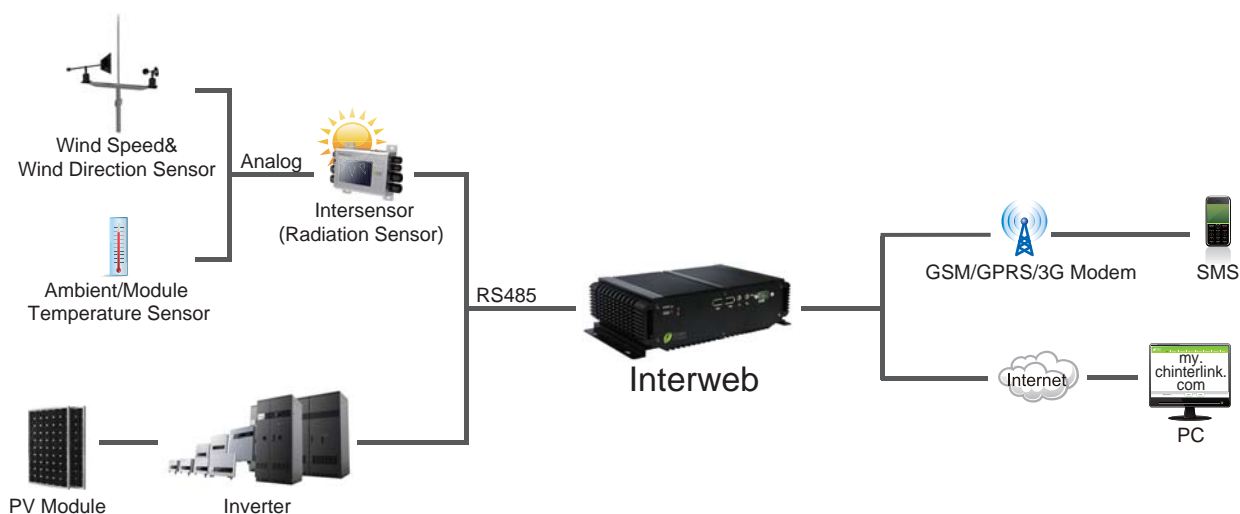 Wind Speed&
Wind Direction Sensor
Analog
Intersensor
(Radiation Sensor)
Ambient/Module
Temperature Sensor
RS485
Interweb
GSM/GPRS/3G Modem
SMS
Internet
my.
chinterlink.
com
PC
PV Module
Inverter